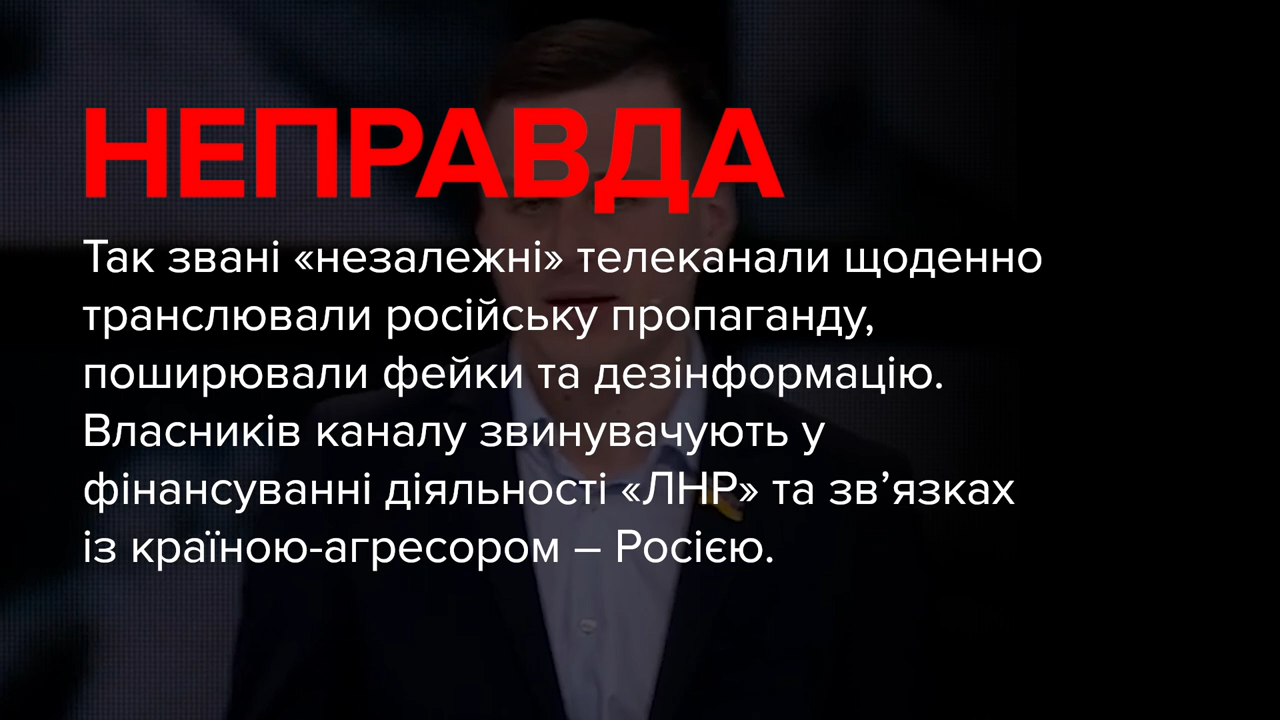 НЕПРАВДА
Так звані «незалежні» телеканали щоденно
транслювали російську пропаганду,
поширювали фейки та дезінформацію.
Власників каналу звинувачують у
фінансуванні діяльності «ЛНР» та зв’язках
із країною-агресором – Росією.